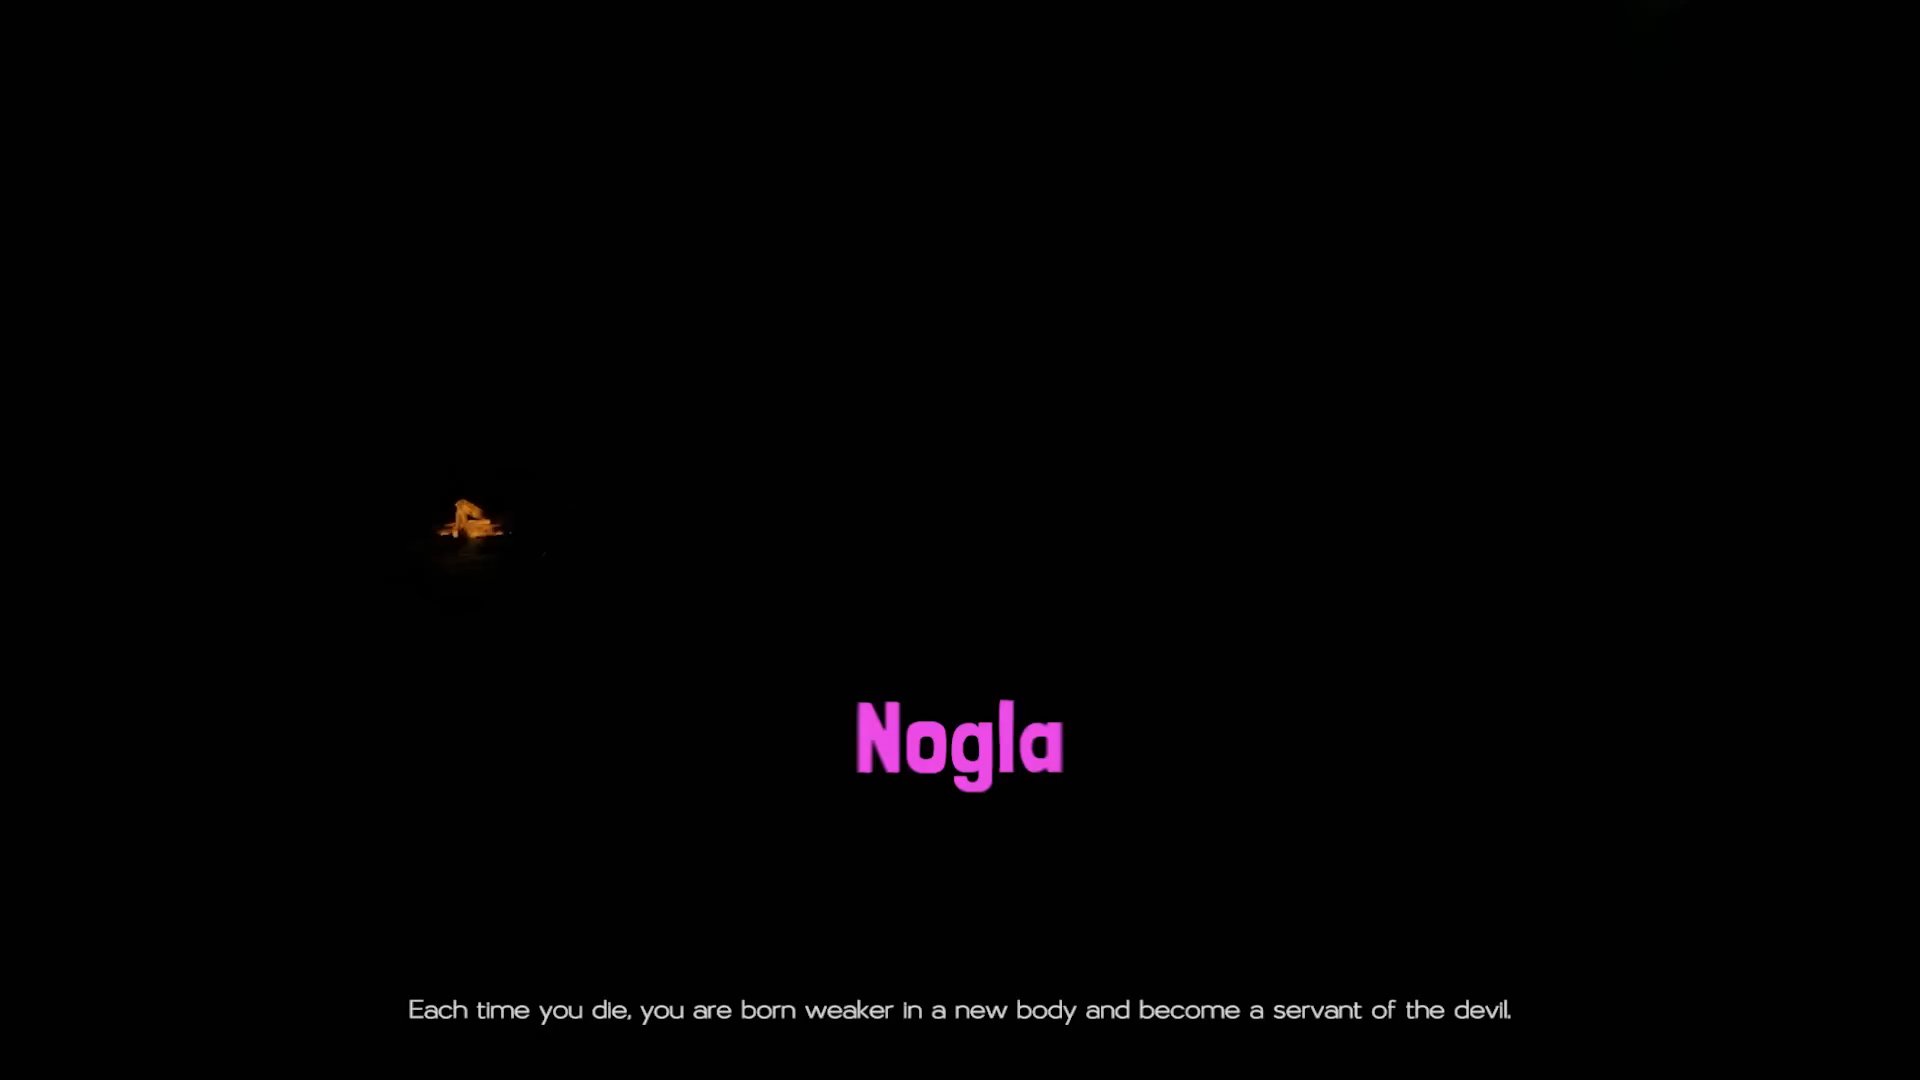 Nogla
Each time you die, you are born weaker in a new body and become a servant of the devil.